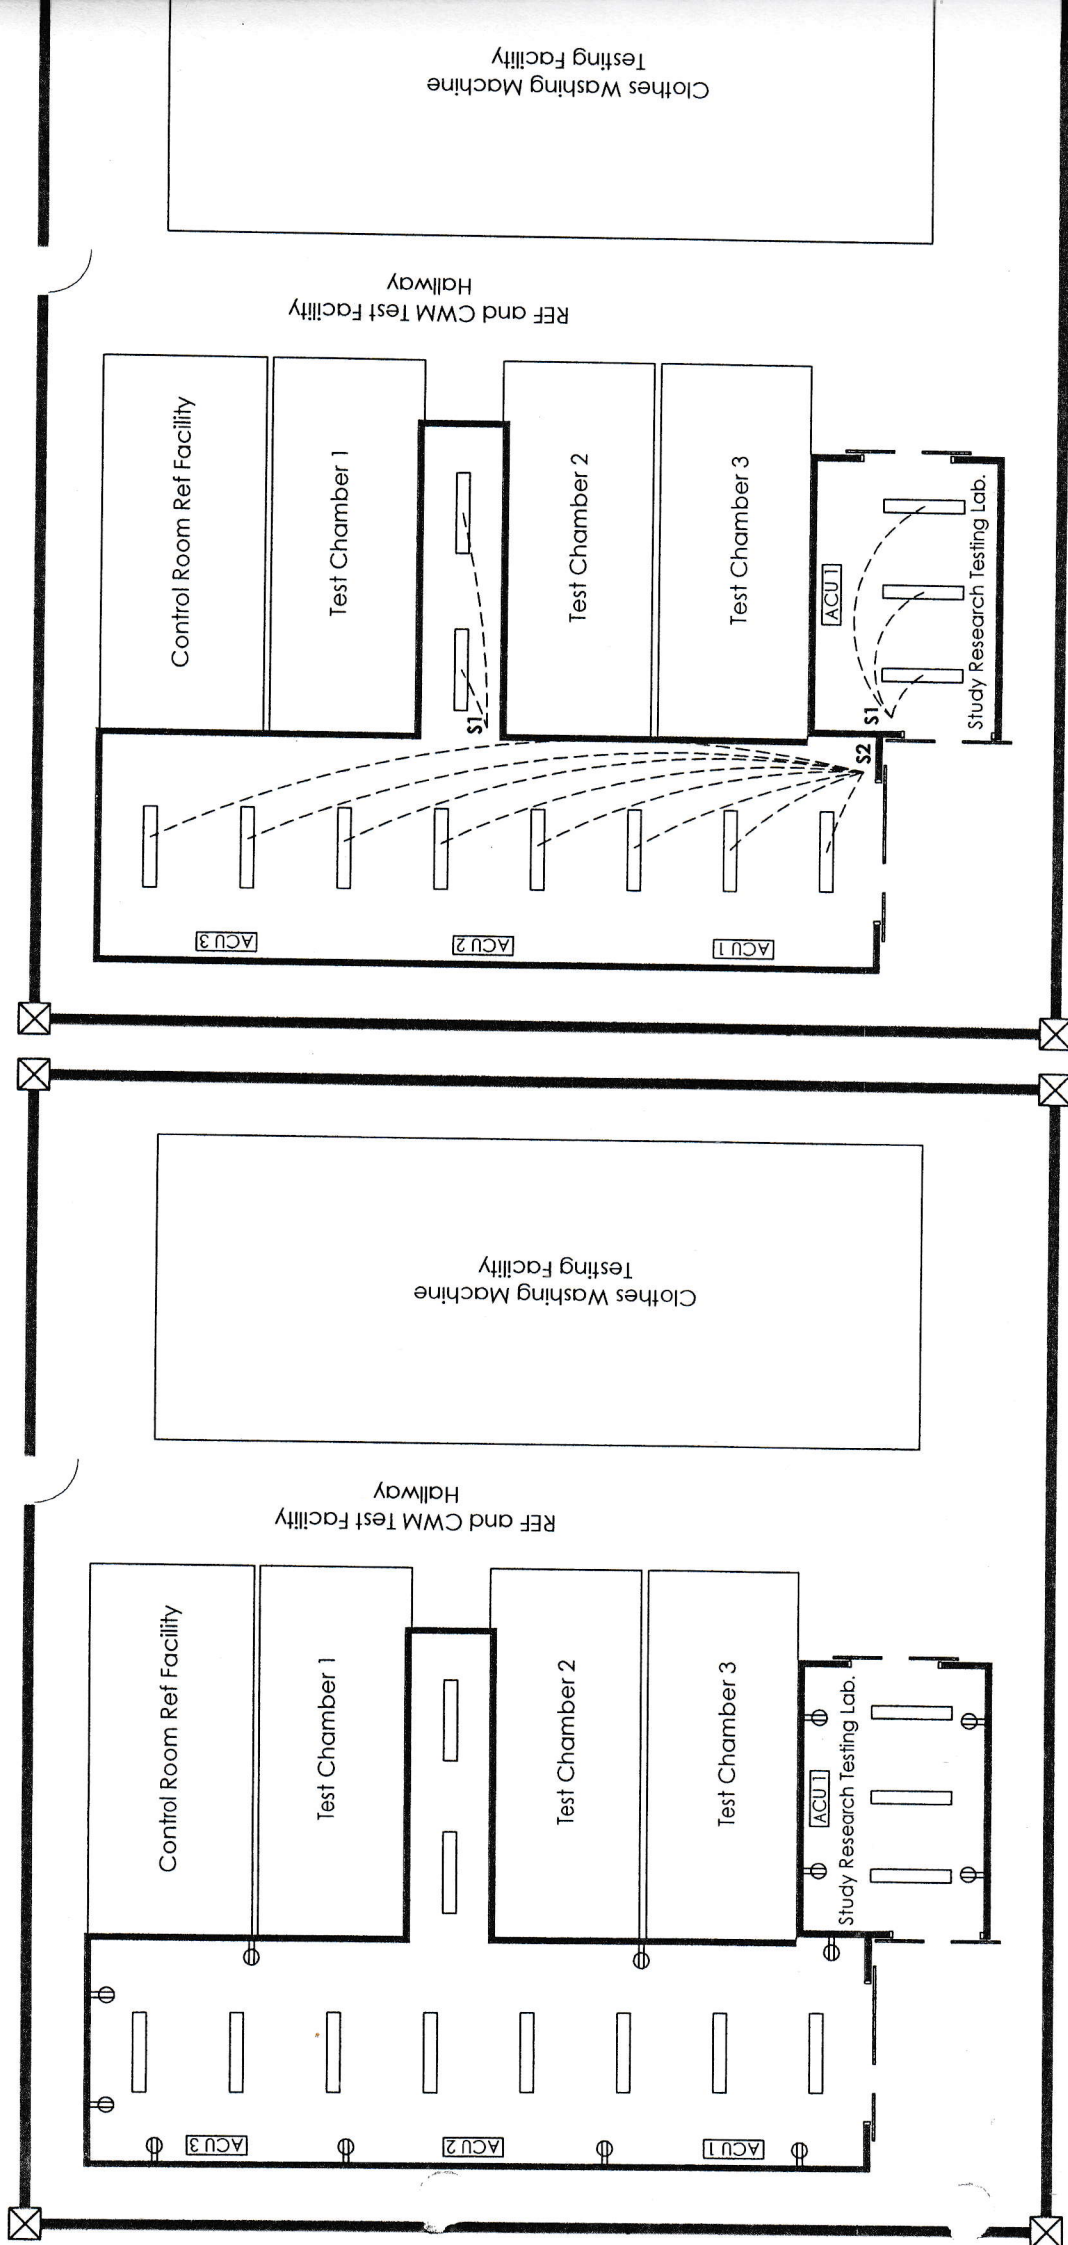 Clothes Washing Machine
Testing Facility
REF and CWM Test Facility
Hallway
Control Room Ref Facility
Test Chamber 1
Test Chamber 2
Test Chamber 3
S1
ACU 1
S1
S2
Study Research Testing Lab.
ACU 3
ACU 2
ACU 1
Clothes Washing Machine
Testing Facility
REF and CWM Test Facility
Hallway
Control Room Ref Facility
Test Chamber 1
Test Chamber 2
Test Chamber 3
ACU 1
Study Research Testing Lab.
ACU 3
ACU 2
ACU 1